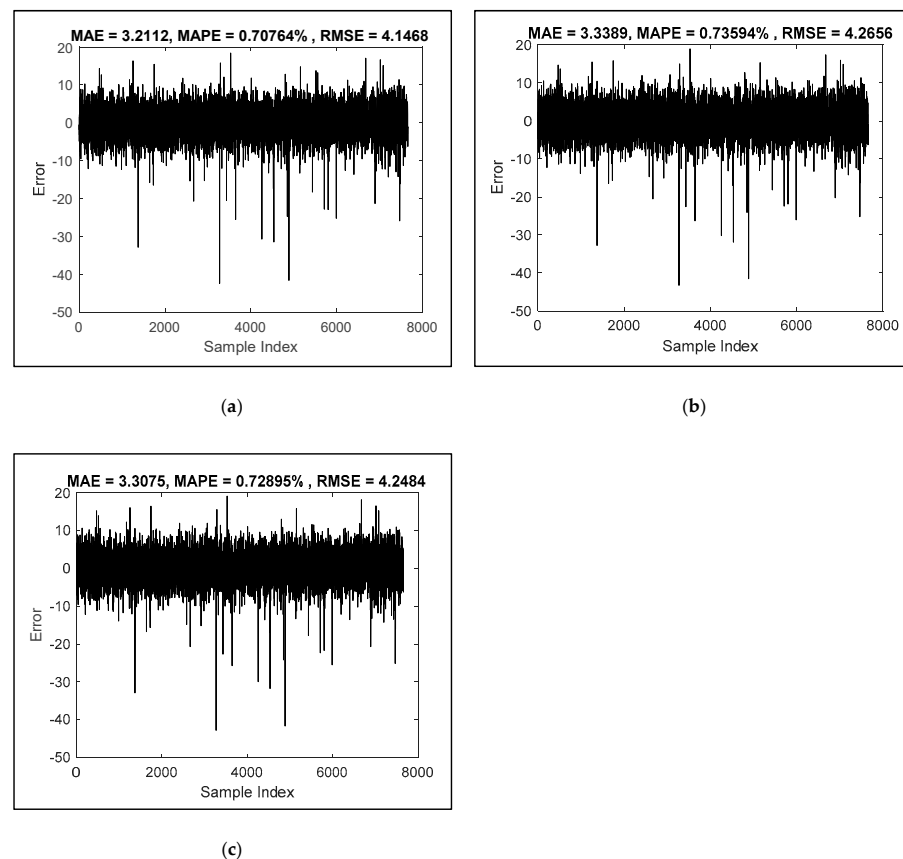 MAE = 3.2112, MAPE = 0.70764% , RMSE = 4.1468
20
10
0
-10
-20
-30
-40
-50
Error
0 2000 4000 6000 8000
Sample Index
(a)
MAE = 3.3389, MAPE = 0.73594% , RMSE = 4.2656
20
10
0
-10
-20
-30
-40
-50
Error
0 2000 4000 6000 8000
Sample Index
(b)
MAE = 3.3075, MAPE = 0.72895% , RMSE = 4.2484
20
10
0
-10
-20
-30
-40
-50
Error
0 2000 4000 6000 8000
Sample Index
(c)